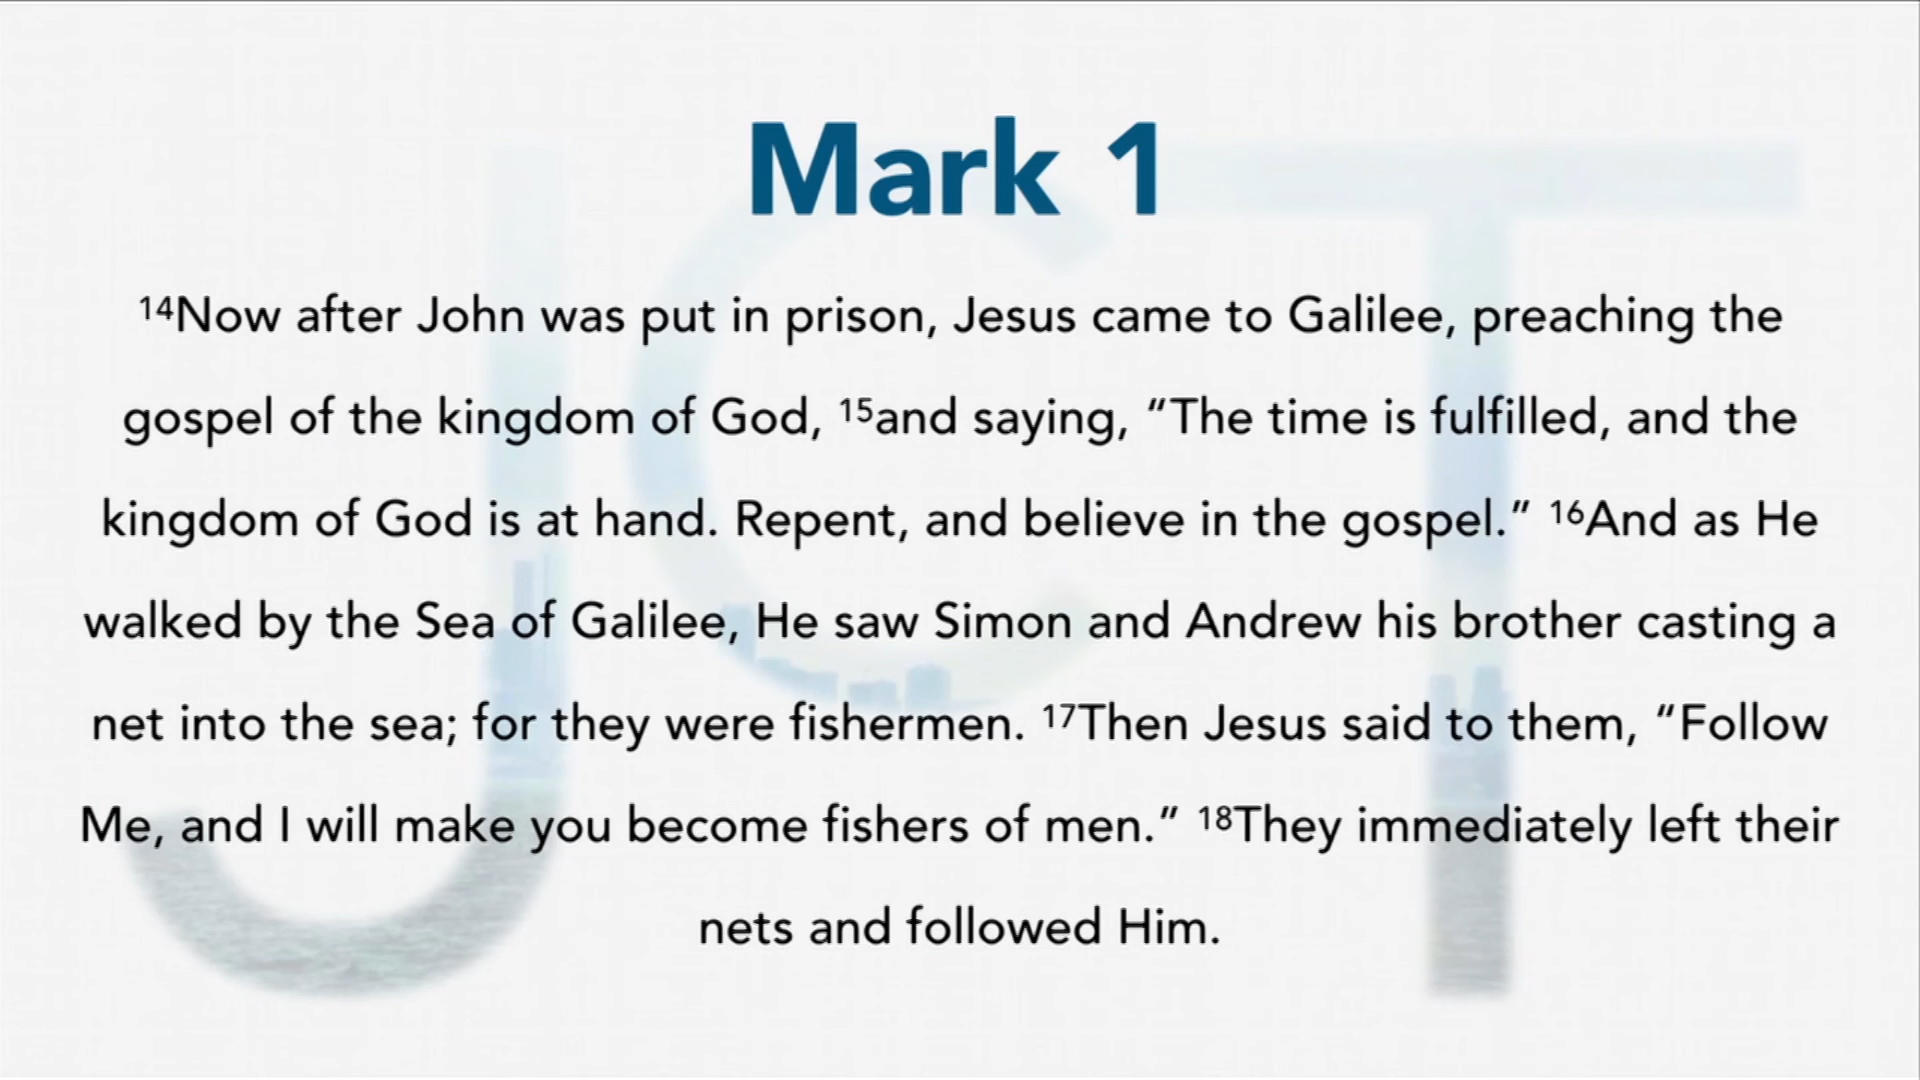 Mark 1
¹⁴Now after John was put in prison, Jesus came to Galilee, preaching the
gospel of the kingdom of God, ¹⁵and saying, “The time is fulfilled, and the
kingdom of God is at hand. Repent, and believe in the gospel.” ¹⁶And as He
walked by the Sea of Galilee, He saw Simon and Andrew his brother casting a
net into the sea; for they were fishermen. ¹⁷Then Jesus said to them, “Follow
Me, and I will make you become fishers of men.” ¹⁸They immediately left their
nets and followed Him.
JCT